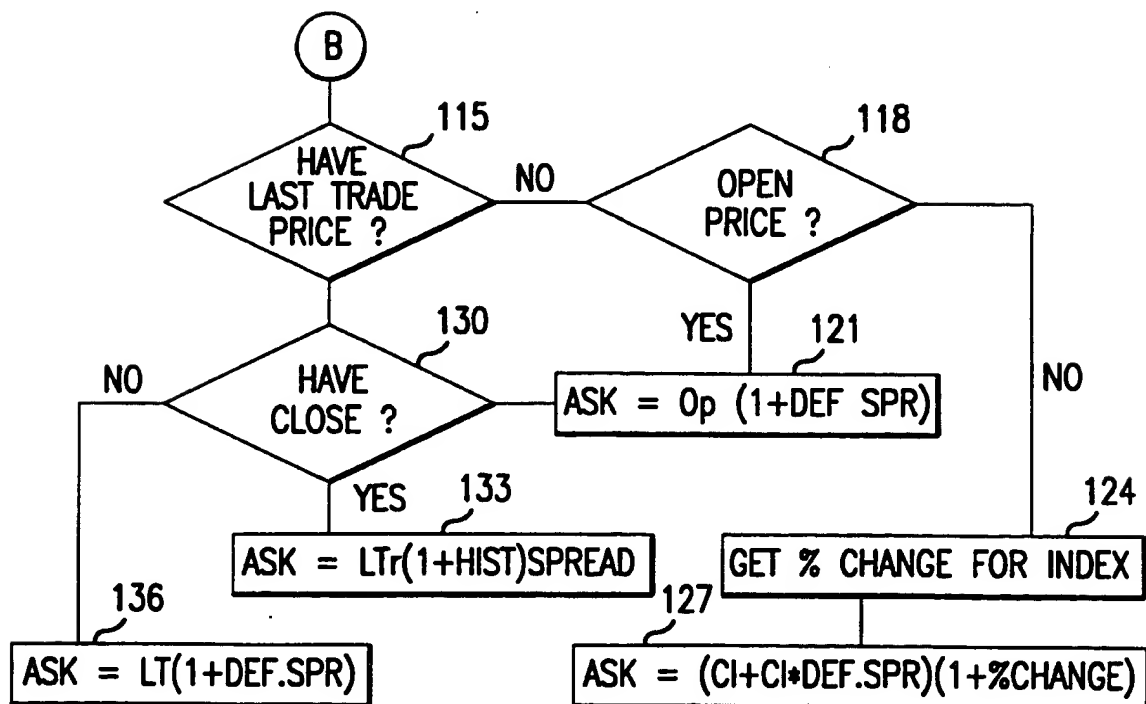 B
115
HAVE
LAST TRADE
PRICE ?
NO
118
OPEN
PRICE ?
130
HAVE
CLOSE ?
NO
YES
121
ASK = Op (1+DEF SPR)
NO
YES
133
ASK = LTr(1+HIST)SPREAD
124
GET % CHANGE FOR INDEX
136
ASK = LT(1+DEF.SPR)
127
ASK = (Cl+Cl*DEF.SPR)(1+%CHANGE)